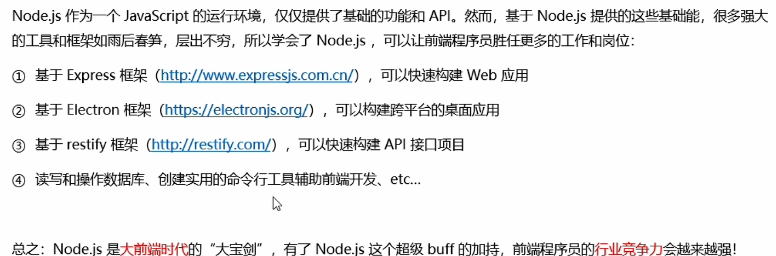 Node.js 作为一个 JavaScript 的运行环境，仅仅提供了基础的功能和 API。然而，基于 Node.js 提供的这些基础能，很多强大
的工具和框架如雨后春笋，层出不穷，所以学会了 Node.js ，可以让前端程序员胜任更多的工作和岗位：
① 基于 Express 框架（http://www.expressjs.com.cn/），可以快速构建 Web 应用
② 基于 Electron 框架（https://electronjs.org/），可以构建跨平台的桌面应用
③ 基于 restify 框架（http://restify.com/），可以快速构建 API 接口项目
④ 读写和操作数据库、创建实用的命令行工具辅助前端开发、etc…
总之：Node.js 是大前端时代的“大宝剑”，有了 Node.js 这个超级 buff 的加持，前端程序员的行业竞争力会越来越强！